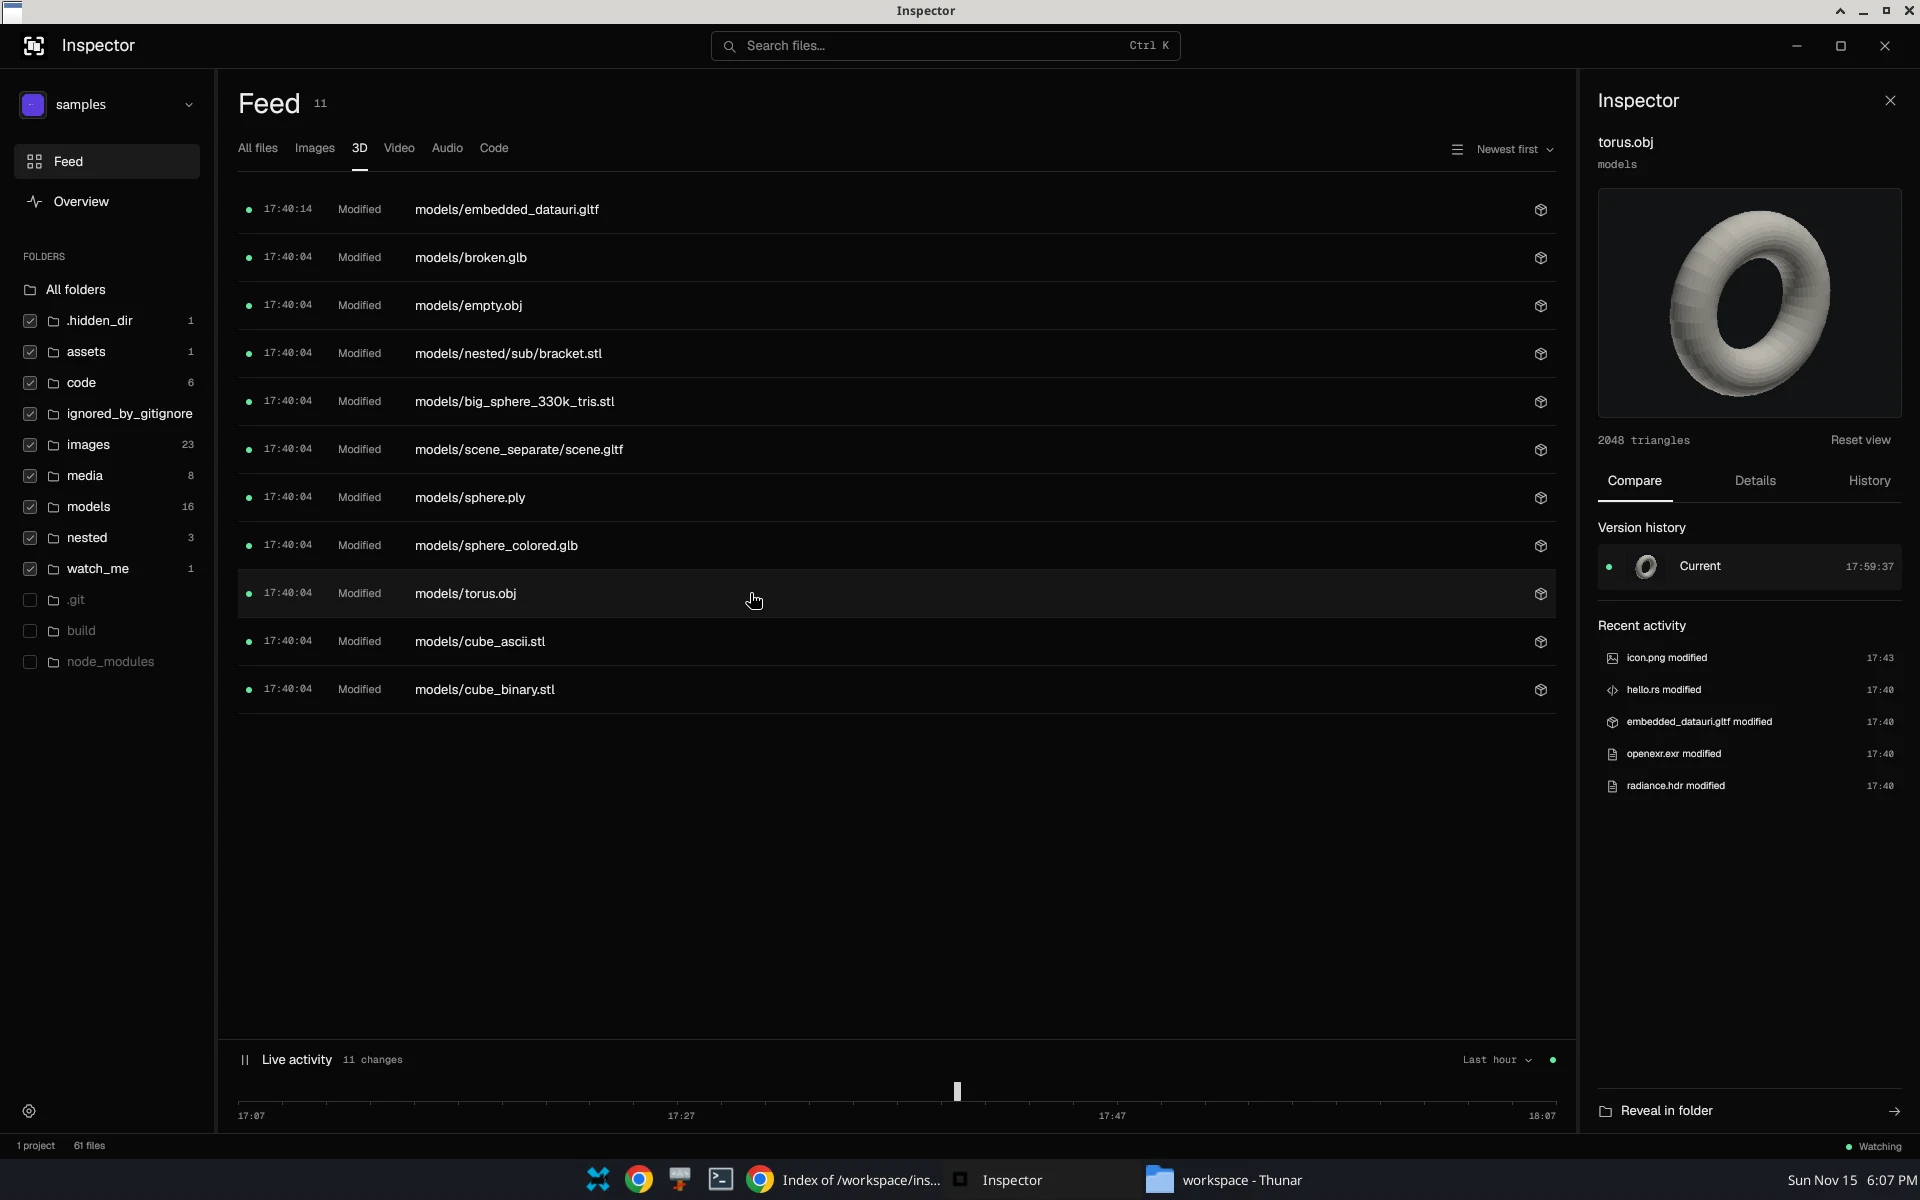 Inspector
Inspector
Search files...
Ctrl K
samples
Feed
Overview
FOLDERS
All folders
.hidden_dir 1
assets 1
code 6
ignored_by_gitignore
images 23
media 8
models 16
nested 3
watch_me 1
.git
build
node_modules
Feed 11
All files Images 3D Video Audio Code
Newest first
17:40:14 Modified models/embedded_datauri.gltf
17:40:04 Modified models/broken.glb
17:40:04 Modified models/empty.obj
17:40:04 Modified models/nested/sub/bracket.stl
17:40:04 Modified models/big_sphere_330k_tris.stl
17:40:04 Modified models/scene_separate/scene.gltf
17:40:04 Modified models/sphere.ply
17:40:04 Modified models/sphere_colored.glb
17:40:04 Modified models/torus.obj
17:40:04 Modified models/cube_ascii.stl
17:40:04 Modified models/cube_binary.stl
Live activity 11 changes
Last hour
17:07 17:27 17:47 18:07
Inspector
torus.obj
models
2048 triangles
Reset view
Compare Details History
Version history
Current 17:59:37
Recent activity
icon.png modified 17:43
hello.rs modified 17:40
embedded_datauri.gltf modified 17:40
openexr.exr modified 17:40
radiance.hdr modified 17:40
Reveal in folder
1 project 61 files
Watching
Index of /workspace/ins...
Inspector
workspace - Thunar
Sun Nov 15 6:07 PM